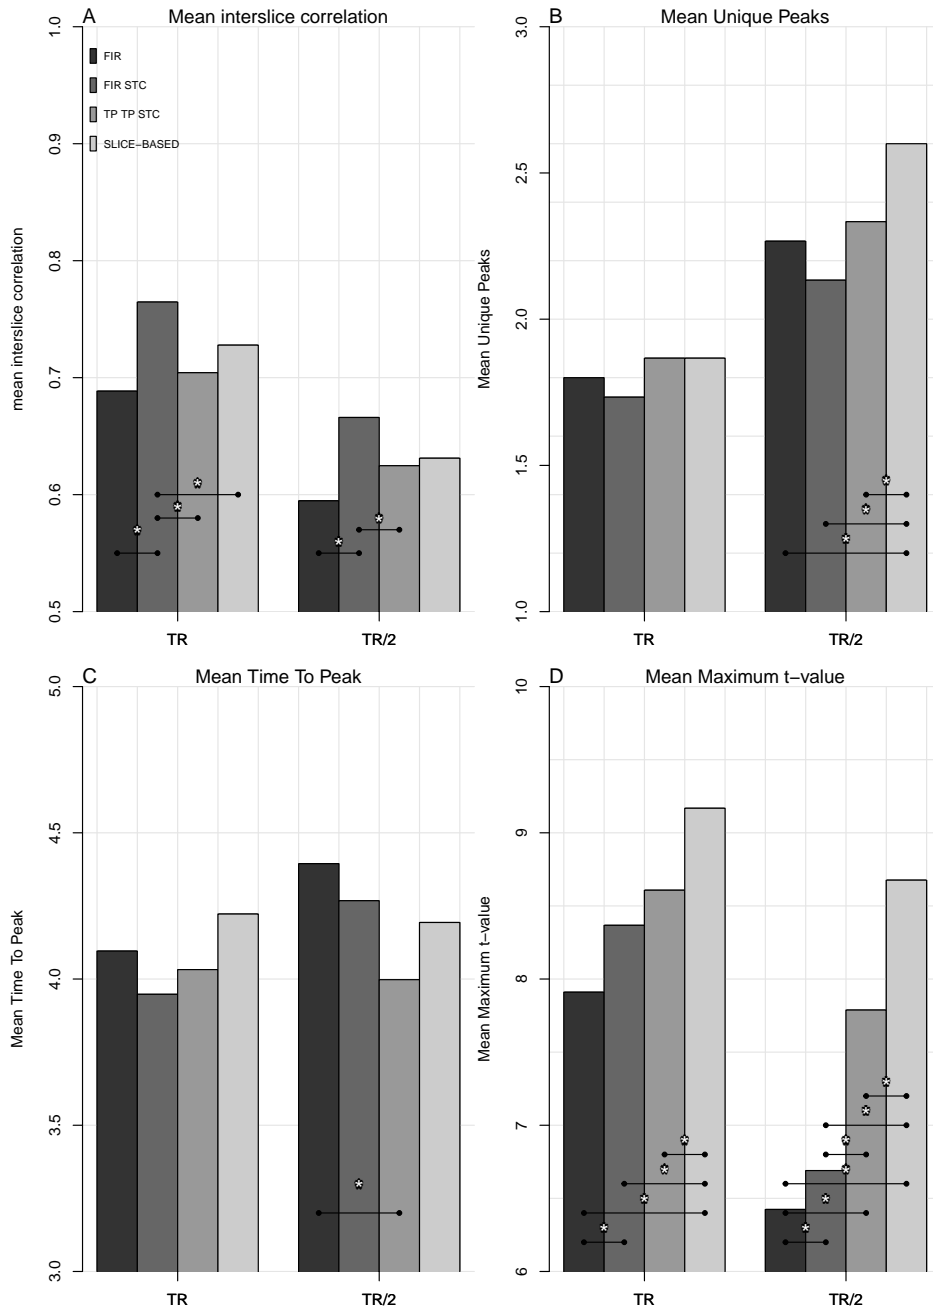 A Mean interslice correlation
mean interslice correlation
1.0
0.9
0.8
0.7
0.6
0.5
FIR
FIR STC
TP TP STC
SLICE−BASED
TR TR/2
B Mean Unique Peaks
Mean Unique Peaks
3.0
2.5
2.0
1.5
1.0
TR TR/2
C Mean Time To Peak
Mean Time To Peak
5.0
4.5
4.0
3.5
3.0
TR TR/2
D Mean Maximum t−value
Mean Maximum t−value
10
9
8
7
6
TR TR/2